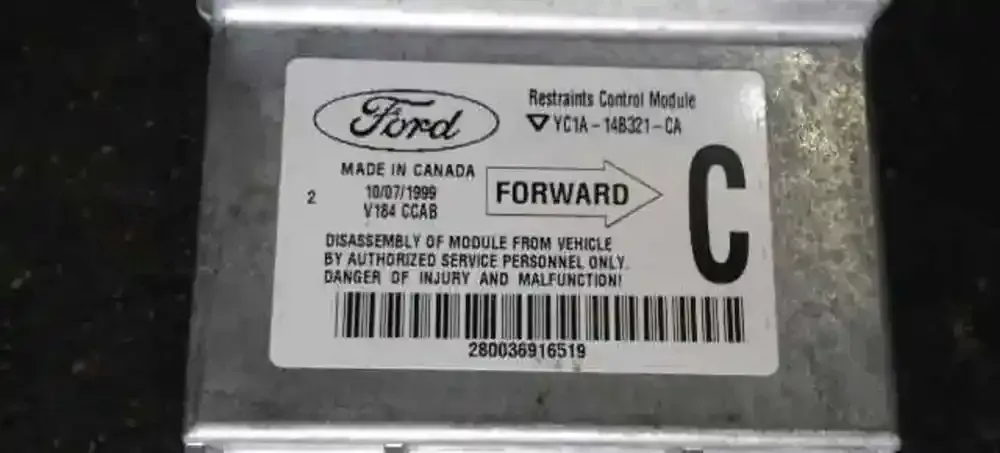 Ford
Restraints Control Module
YC1A-14B321-CA
MADE IN CANADA
10/07/1999
2
V184 CCAB
FORWARD
C
DISASSEMBLY OF MODULE FROM VEHICLE
BY AUTHORIZED SERVICE PERSONNEL ONLY.
DANGER OF INJURY AND MALFUNCTION!
280036916519